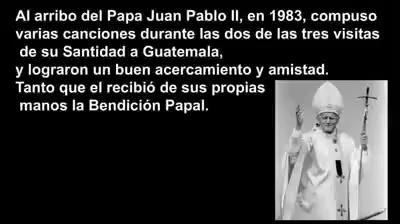 Al arribo del Papa Juan Pablo II, en 1983, compuso
varias canciones durante las dos de las tres visitas
de su Santidad a Guatemala,
y lograron un buen acercamiento y amistad.
Tanto que el recibió de sus propias
manos la Bendición Papal.